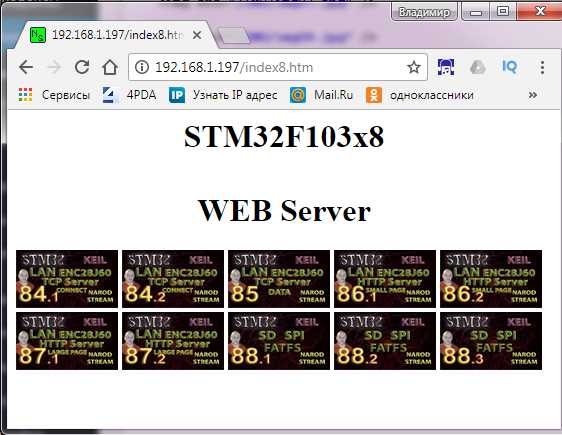 Владимир
192.168.1.197/index8.htm
192.168.1.197/index8.htm
Сервисы 4PDA IP Узнать IP адрес @ Mail.Ru одноклассники »
STM32F103x8
WEB Server
STM32 KEIL
LAN ENC28J60
TCP Server
CONNECT
84.1 NAROD STREAM
STM32 KEIL
LAN ENC28J60
TCP Server
CONNECT
84.2 NAROD STREAM
STM32 KEIL
LAN ENC28J60
TCP Server
DATA
85 NAROD STREAM
STM32 KEIL
LAN ENC28J60
HTTP Server
SMALL PAGE
86.1 NAROD STREAM
STM32 KEIL
LAN ENC28J60
HTTP Server
SMALL PAGE
86.2 NAROD STREAM
STM32 KEIL
LAN ENC28J60
HTTP Server
LARGE PAGE
87.1 NAROD STREAM
STM32 KEIL
LAN ENC28J60
HTTP Server
LARGE PAGE
87.2 NAROD STREAM
STM32 KEIL
SD SPI
FATFS
88.1 NAROD STREAM
STM32 KEIL
SD SPI
FATFS
88.2 NAROD STREAM
STM32 KEIL
SD SPI
FATFS
88.3 NAROD STREAM